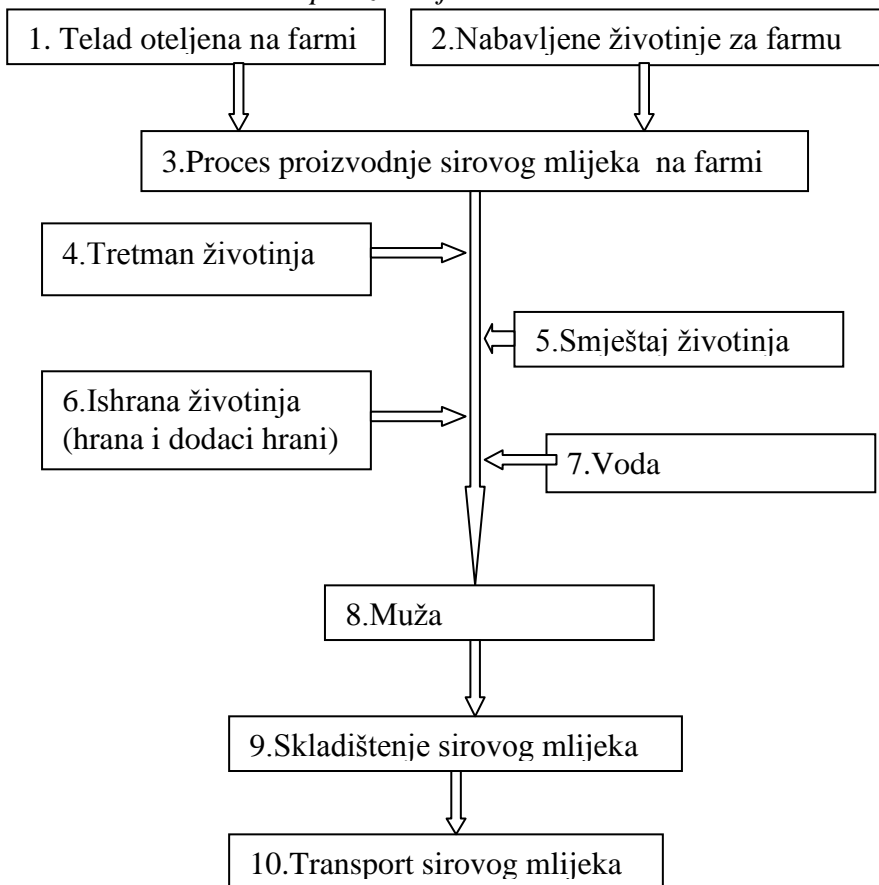 1. Telad oteljena na farmi
2.Nabavljene životinje za farmu
3.Proces proizvodnje sirovog mlijeka na farmi
4.Tretman životinja
5.Smještaj životinja
6.Ishrana životinja
(hrana i dodaci hrani)
7.Voda
8.Muža
9.Skladištenje sirovog mlijeka
10.Transport sirovog mlijeka